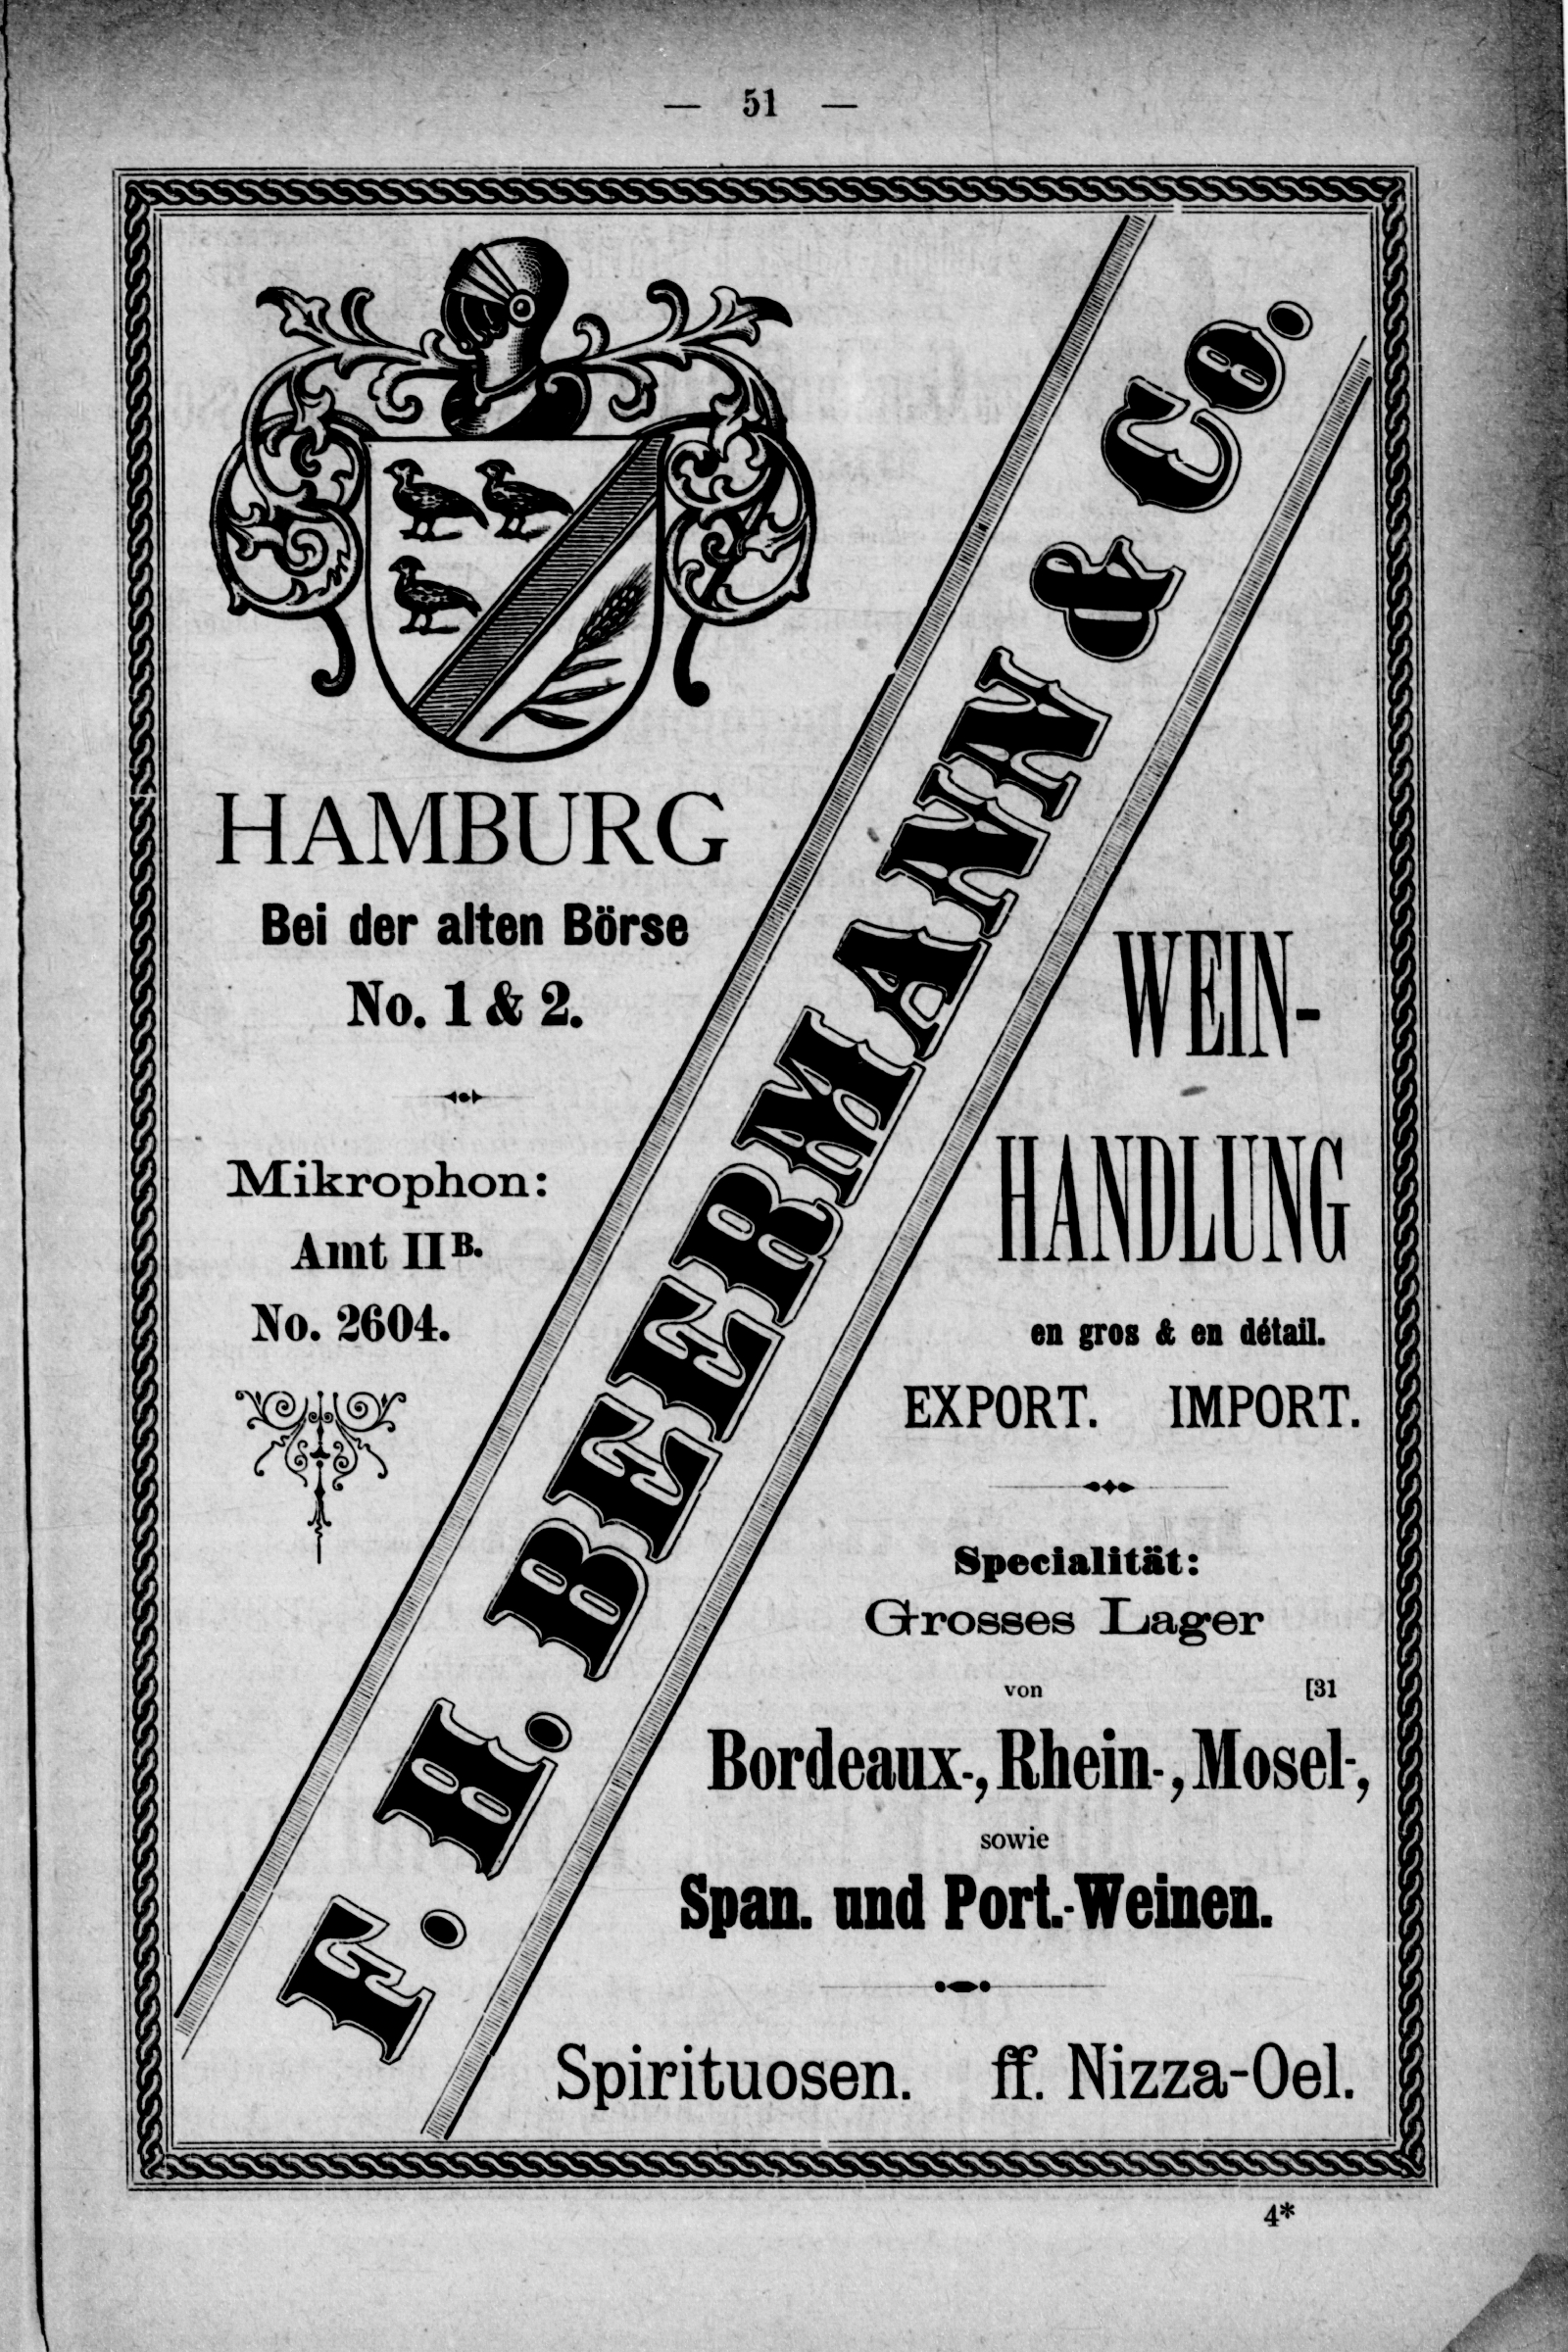 — 51 —
F. H. BEERMANN & Co.
HAMBURG
Bei der alten Börse
No. 1 & 2.
Mikrophon:
Amt IIB.
No. 2604.
WEIN-
HANDLUNG
en gros & en détail.
EXPORT. IMPORT.
Specialität:
Grosses Lager
von [31
Bordeaux-, Rhein-, Mosel-,
sowie
Span. und Port.-Weinen.
Spirituosen. ff. Nizza-Oel.
4*